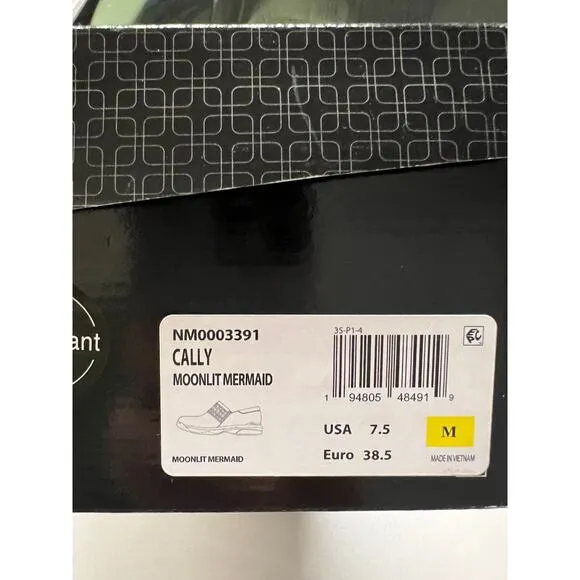 ant
NM0003391
CALLY
MOONLIT MERMAID
MOONLIT MERMAID
3S-P1-4
1 94805 48491 9
USA 7.5
M
Euro 38.5
MADE IN VIETNAM